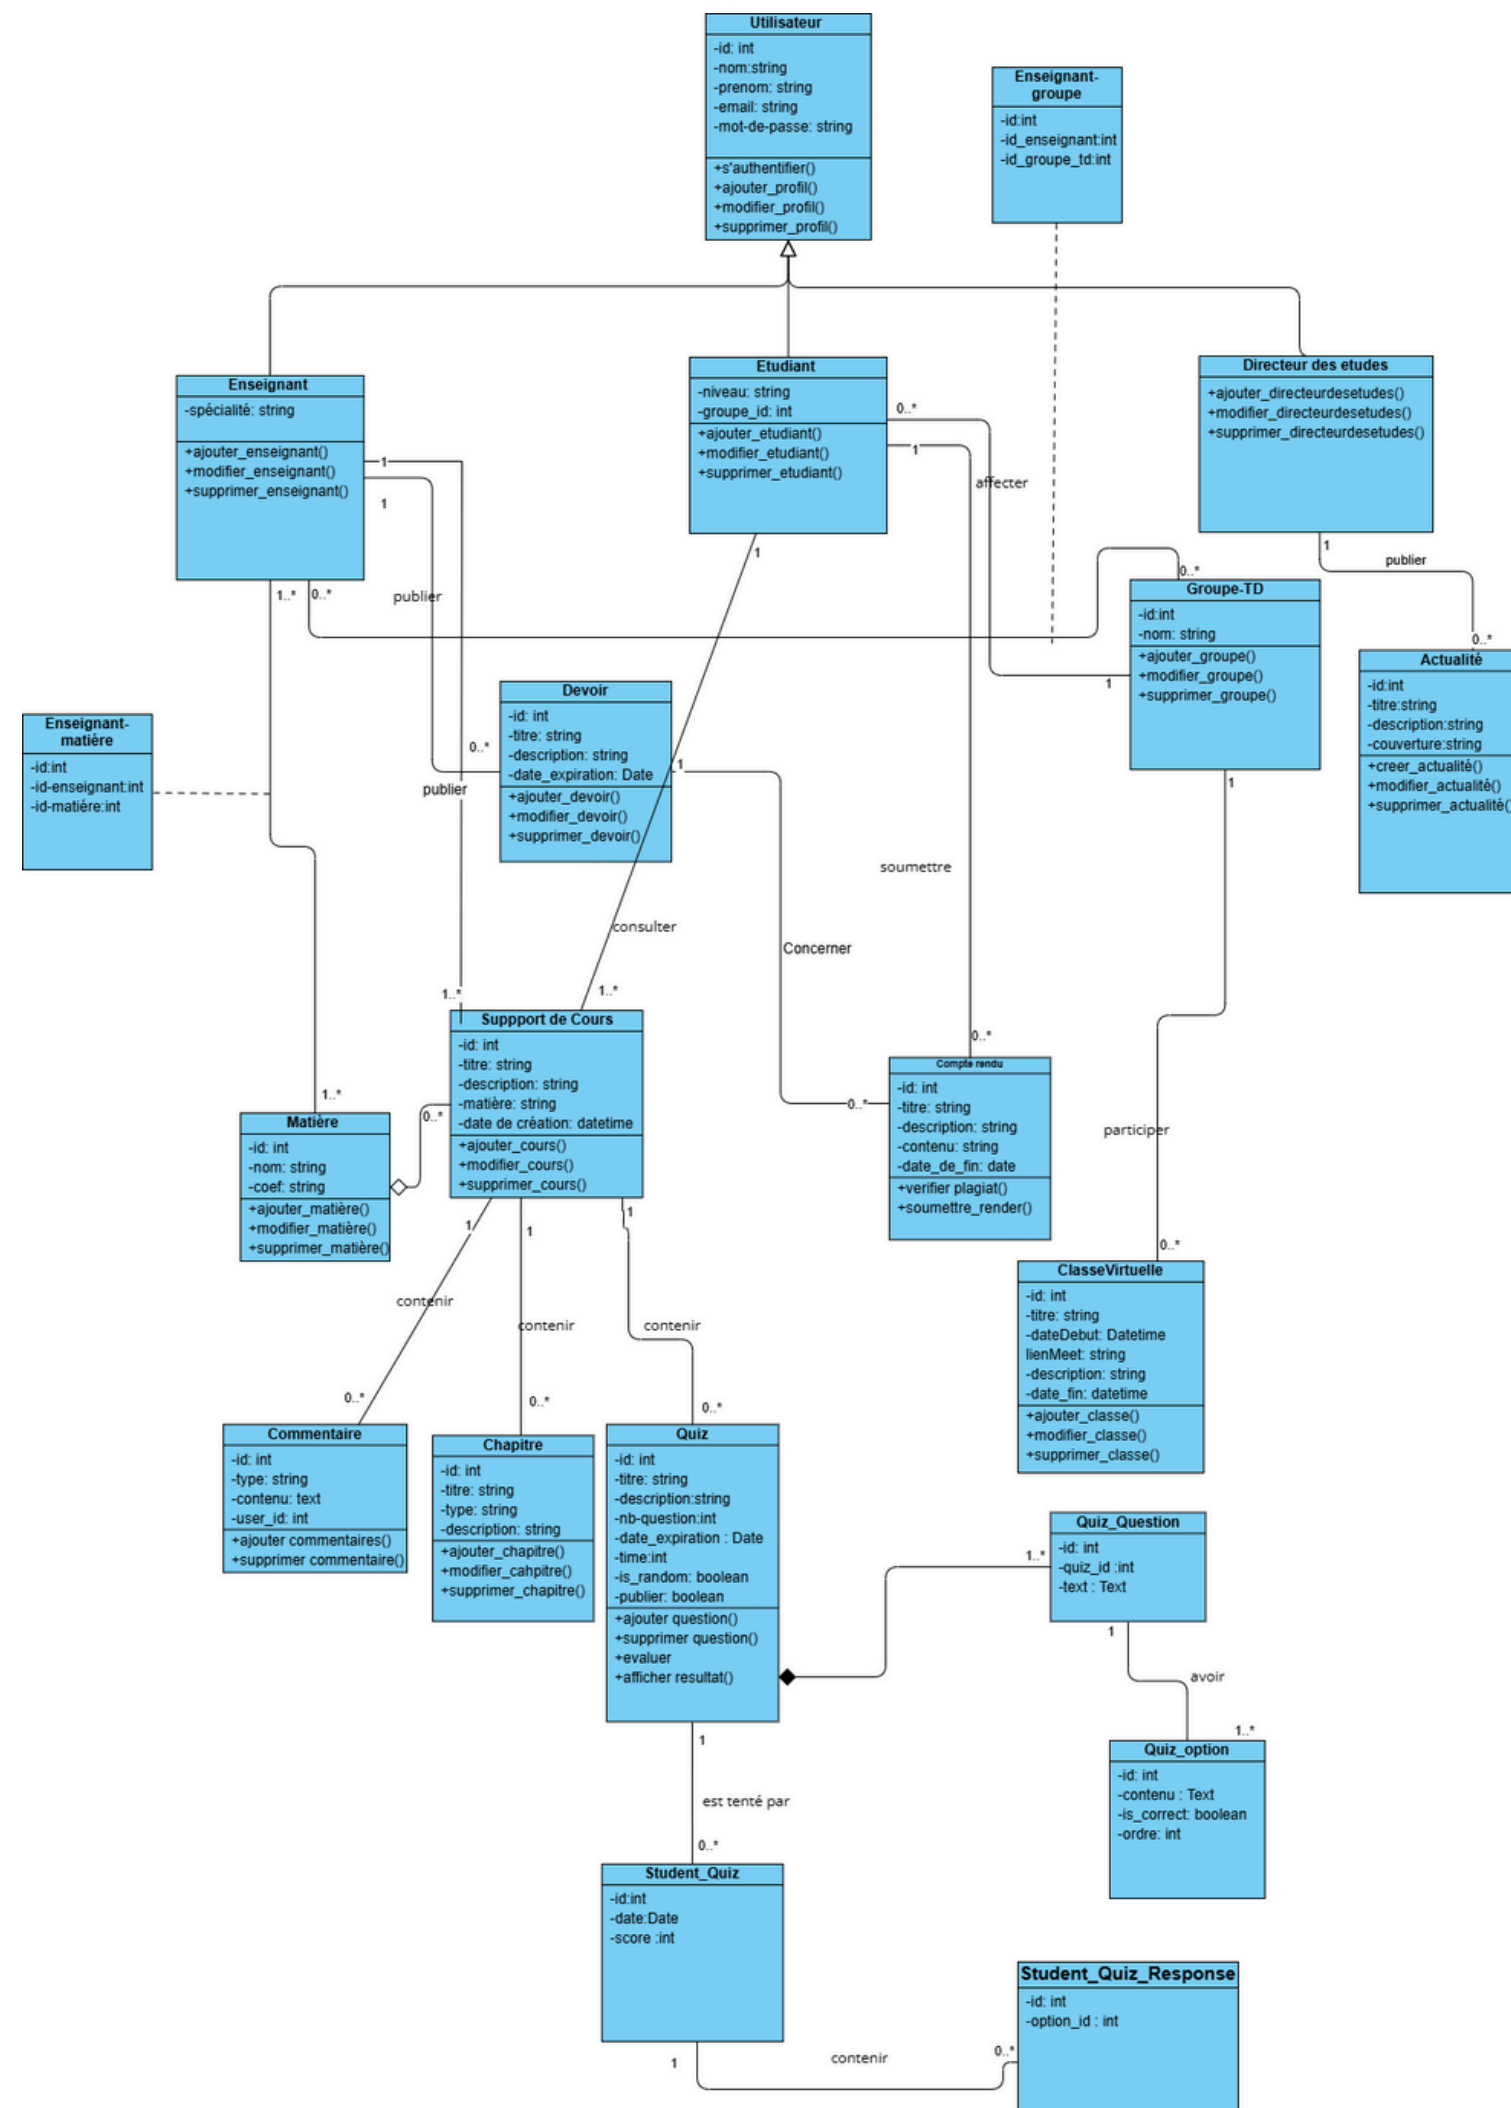 Utilisateur
-id: int
-nom:string
-prenom: string
-email: string
-mot-de-passe: string
+s'authentifier()
+ajouter_profil()
+modifier_profil()
+supprimer_profil()
Enseignant-
groupe
-id:int
-id_enseignant:int
-id_groupe_td:int
Enseignant
-spécialité: string
+ajouter_enseignant()
+modifier_enseignant()
+supprimer_enseignant()
1
1
1..*
0..*
publier
Etudiant
-niveau: string
-groupe_id: int
+ajouter_etudiant()
+modifier_etudiant()
+supprimer_etudiant()
0..*
1
affecter
1
Directeur des etudes
+ajouter_directeurdesetudes()
+modifier_directeurdesetudes()
+supprimer_directeurdesetudes()
1
publier
0..*
0..*
Groupe-TD
-id:int
-nom: string
+ajouter_groupe()
+modifier_groupe()
+supprimer_groupe()
1
1
Actualité
-id:int
-titre:string
-description:string
-couverture:string
+creer_actualité()
+modifier_actualité()
+supprimer_actualité()
Enseignant-
matiére
-id:int
-id-enseignant:int
-id-matiére:int
Devoir
-id: int
-titre: string
-description: string
-date_expiration: Date
+ajouter_devoir()
+modifier_devoir()
+supprimer_devoir()
0..*
1
publier
soumettre
consulter
Concerner
1..*
1..*
0..*
Suppport de Cours
-id: int
-titre: string
-description: string
-matière: string
-date de création: datetime
+ajouter_cours()
+modifier_cours()
+supprimer_cours()
Compte rendu
-id: int
-titre: string
-description: string
-contenu: string
-date_de_fin: date
+verifier plagiat()
+soumettre_render()
0..*
1..*
0..*
Matière
-id: int
-nom: string
-coef: string
+ajouter_matière()
+modifier_matière()
+supprimer_matière()
participer
0..*
1
1
1
contenir
contenir
contenir
0..*
0..*
0..*
ClasseVirtuelle
-id: int
-titre: string
-dateDebut: Datetime
lienMeet: string
-description: string
-date_fin: datetime
+ajouter_classe()
+modifier_classe()
+supprimer_classe()
Commentaire
-id: int
-type: string
-contenu: text
-user_id: int
+ajouter commentaires()
+supprimer commentaire()
Chapitre
-id: int
-titre: string
-type: string
-description: string
+ajouter_chapitre()
+modifier_cahpitre()
+supprimer_chapitre()
Quiz
-id: int
-titre: string
-description:string
-nb-question:int
-date_expiration : Date
-time:int
-is_random: boolean
-publier: boolean
+ajouter question()
+supprimer question()
+evaluer
+afficher resultat()
1..*
Quiz_Question
-id: int
-quiz_id :int
-text : Text
1
avoir
1..*
Quiz_option
-id: int
-contenu : Text
-is_correct: boolean
-ordre: int
1
est tenté par
0..*
Student_Quiz
-id:int
-date:Date
-score :int
1
contenir
0..*
Student_Quiz_Response
-id: int
-option_id : int